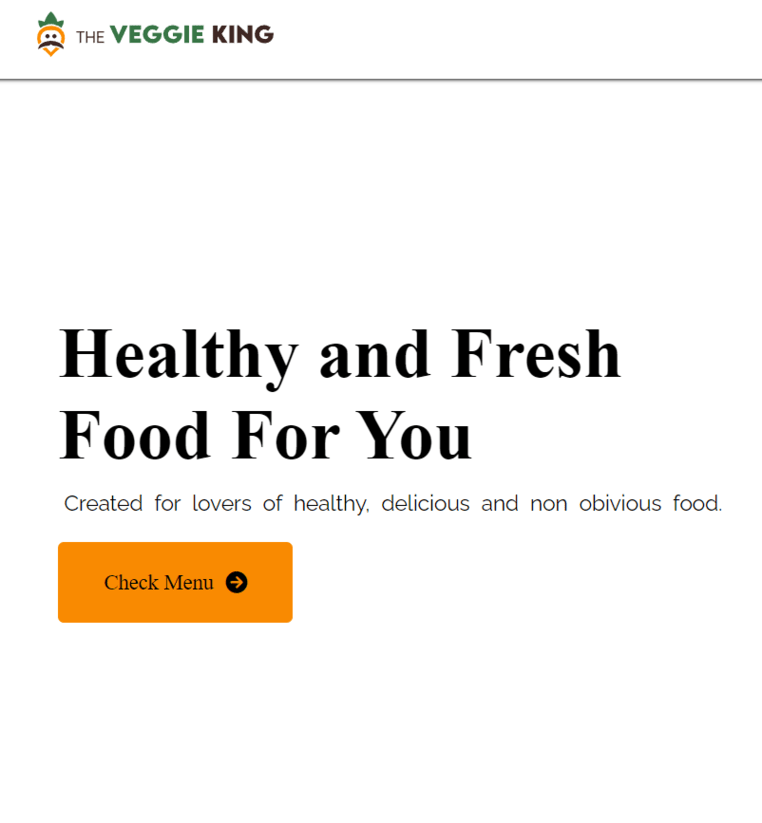 THE VEGGIE KING
Healthy and Fresh
Food For You
Created for lovers of healthy, delicious and non obivious food.
Check Menu